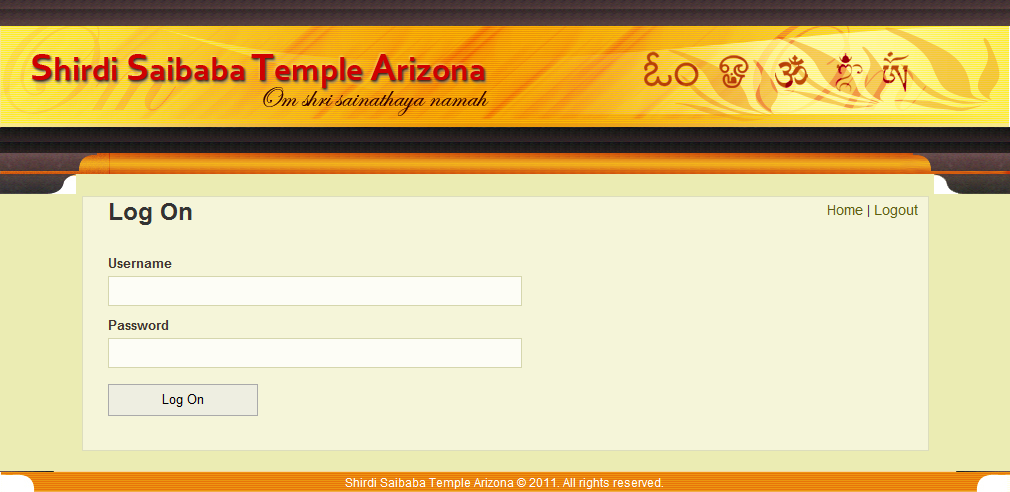 Shirdi Saibaba Temple Arizona
Om shri sainathaya namah
ఓం ஓம் ॐ
Log On
Home | Logout
Username
Password
Log On
Shirdi Saibaba Temple Arizona © 2011. All rights reserved.